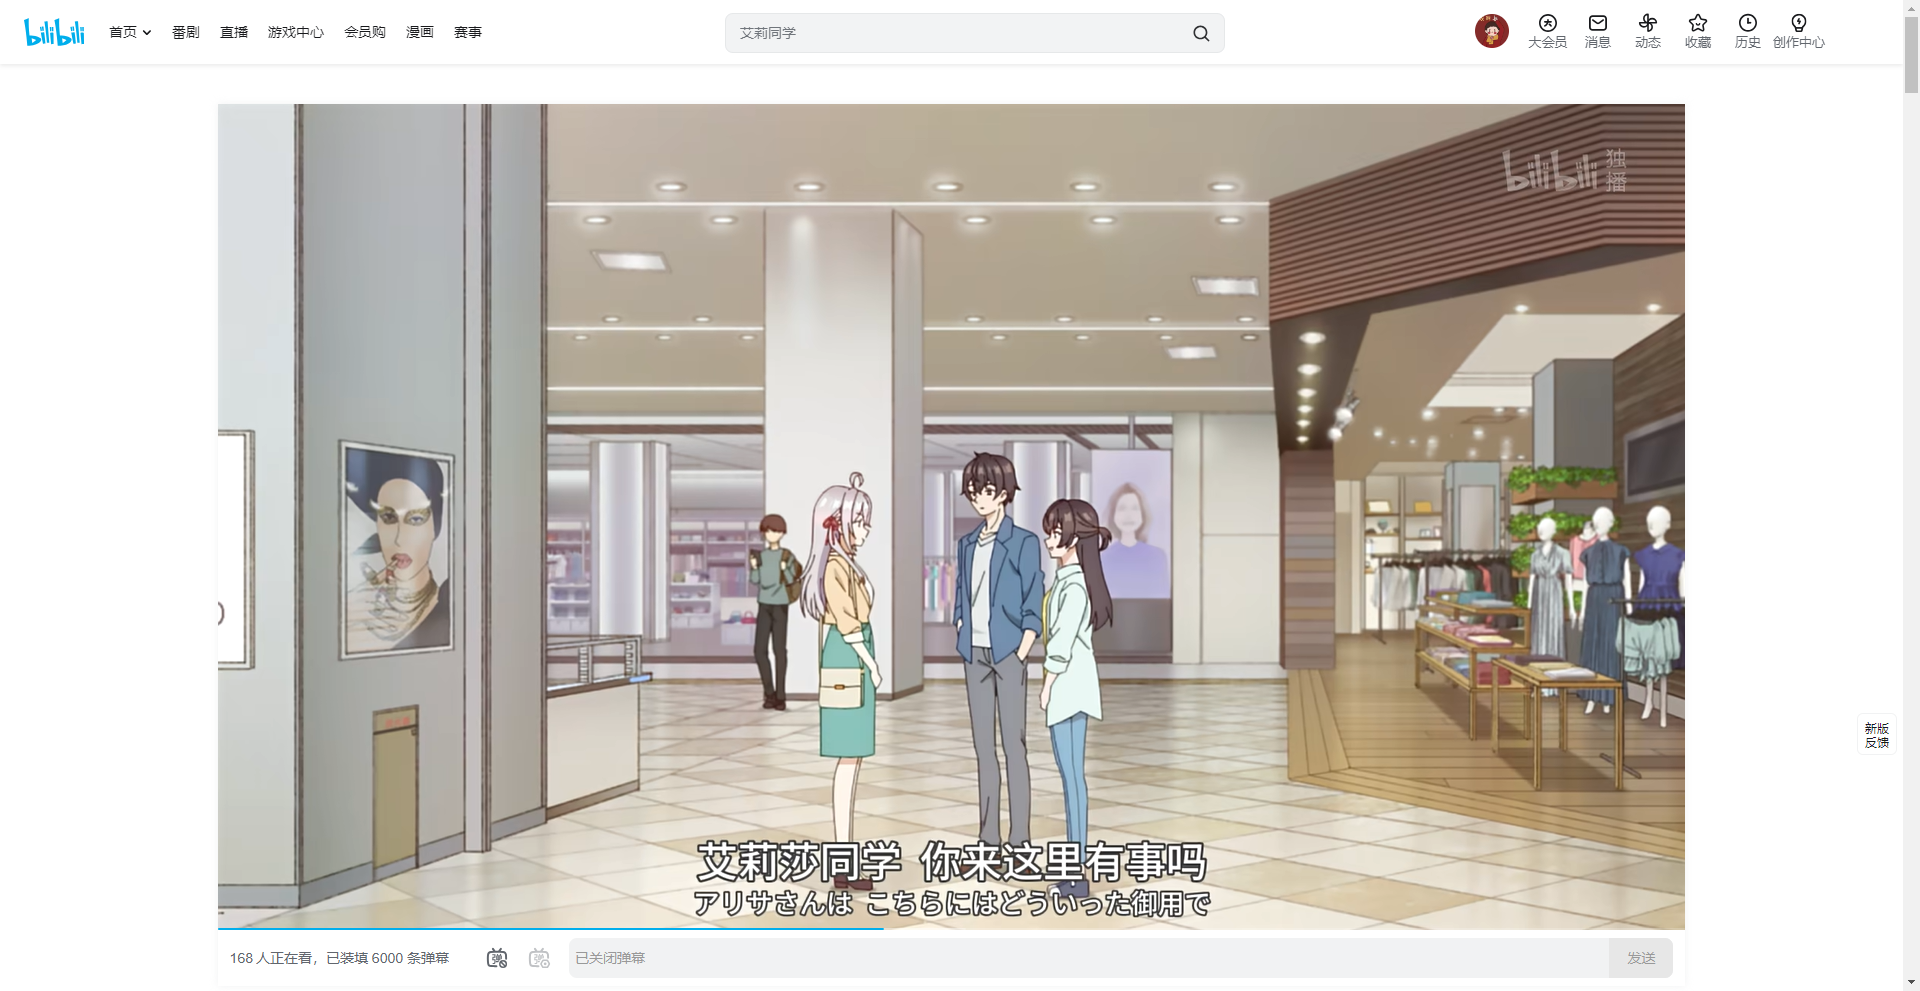 bilibili 首页 番剧 直播 游戏中心 会员购 漫画 赛事 艾莉同学 大会员 消息 动态 收藏 历史 创作中心
bilibili 独播
新版
反馈
艾莉莎同学 你来这里有事吗
アリサさんは こちらにはどういった御用で
168 人正在看，已装填 6000 条弹幕 弹 弹 已关闭弹幕 发送